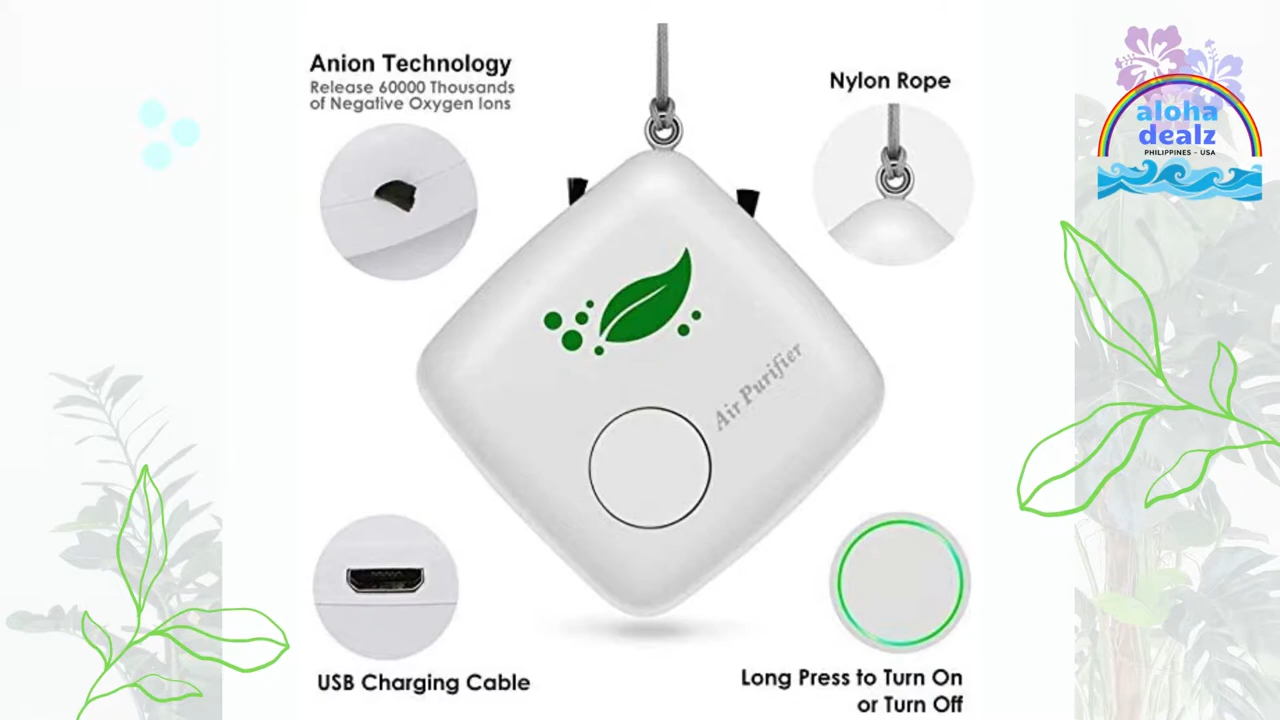 Anion Technology
Release 60000 Thousands
of Negative Oxygen Ions
Nylon Rope
aloha
dealz
PHILIPPINES - USA
Air Purifier
USB Charging Cable
Long Press to Turn On
or Turn Off